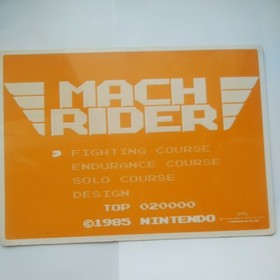 MACH
RIDER
FIGHTING COURSE
ENDURANCE COURSE
SOLO COURSE
DESIGN
TOP 020000
©1985 NINTENDO